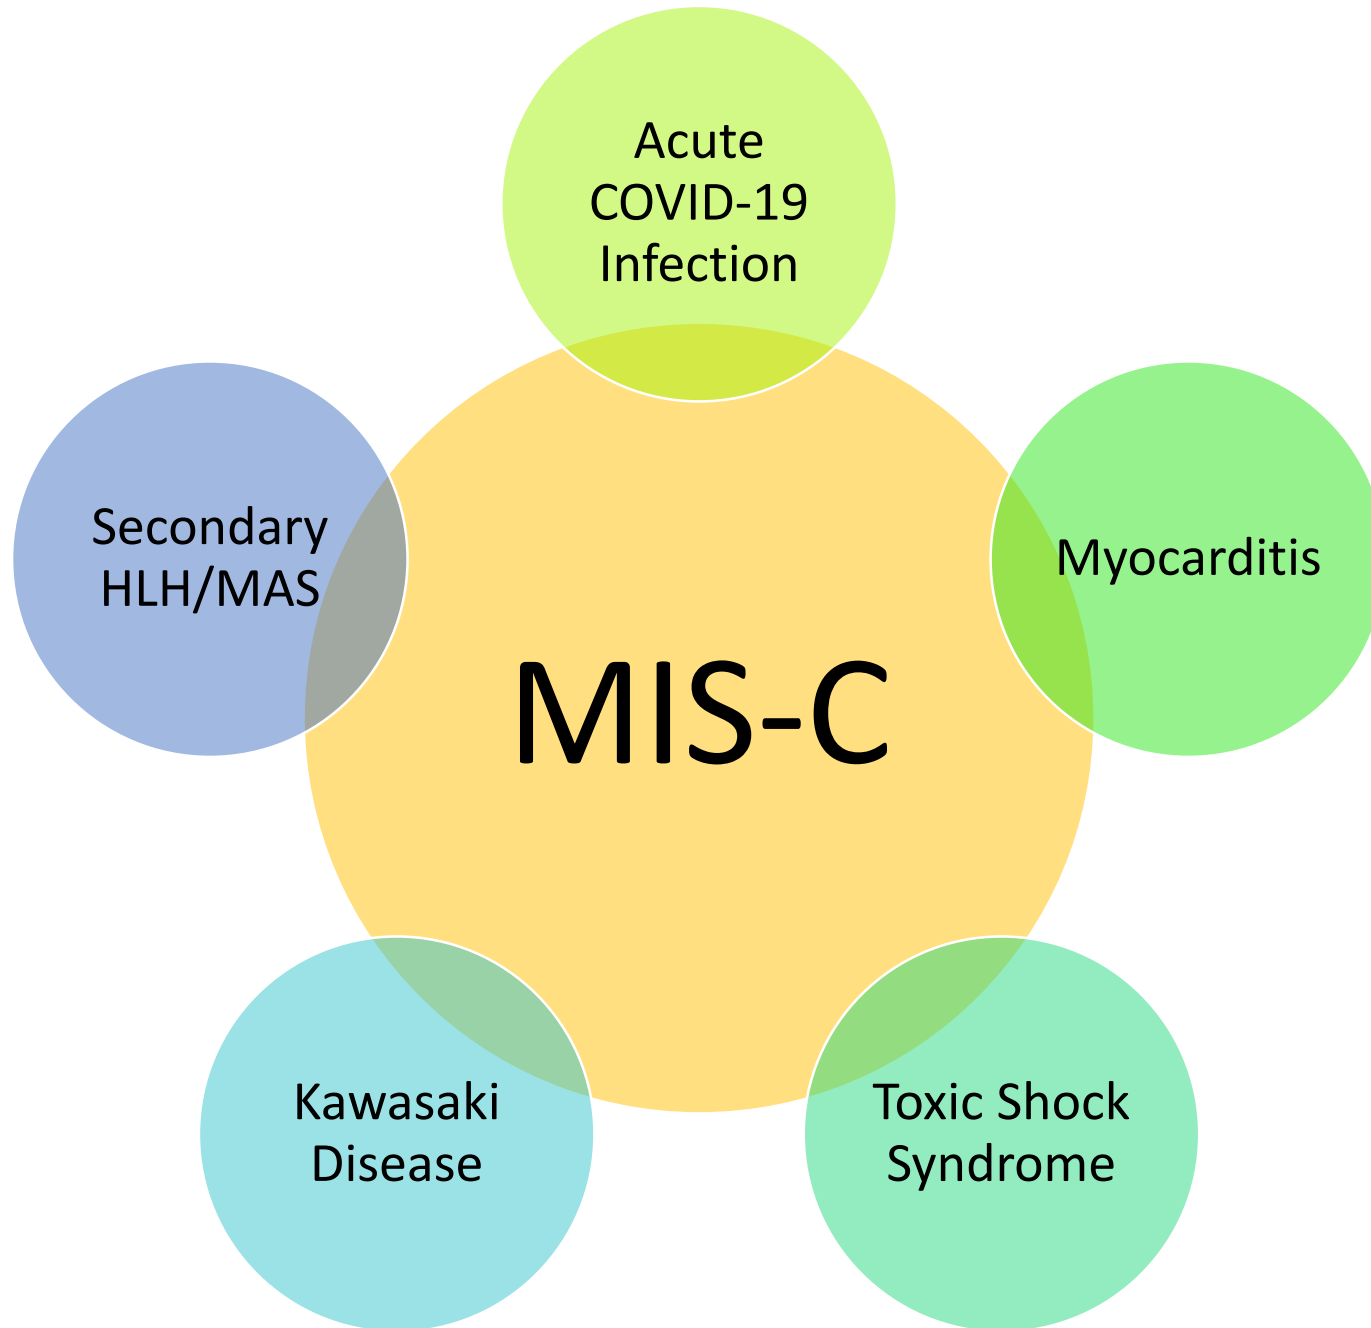 Acute
COVID-19
Infection
Secondary
HLH/MAS
Myocarditis
MIS-C
Kawasaki
Disease
Toxic Shock
Syndrome